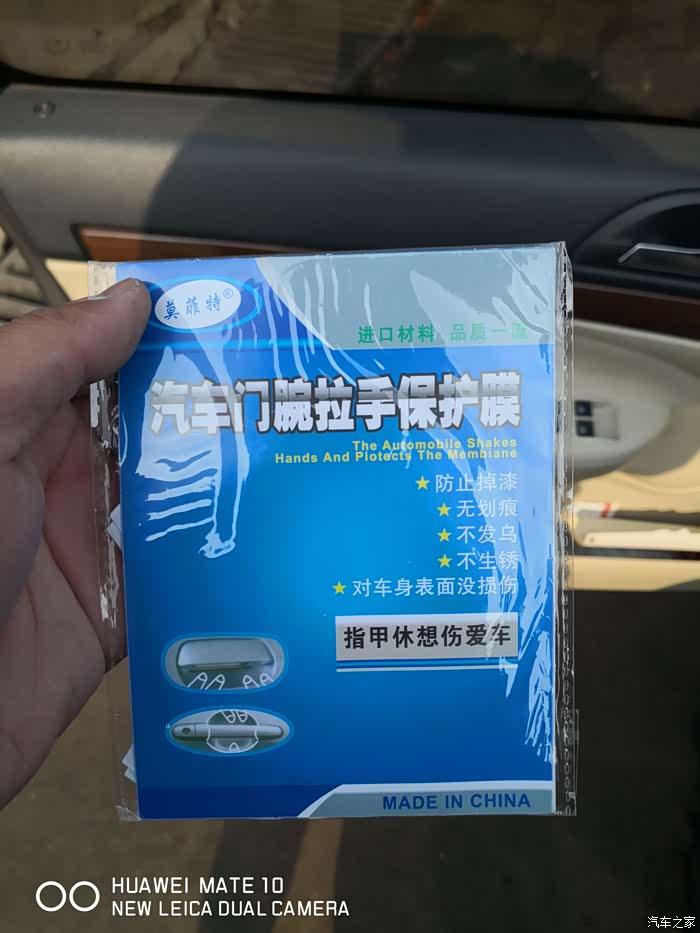 莫菲特®
进口材料 品质一流
汽车门腕拉手保护膜
The Automobile Shakes
Hands And Piotects The Membiane
★防止掉漆
★无划痕
★不发乌
★不生锈
★对车身表面没损伤
指甲休想伤爱车
MADE IN CHINA
HUAWEI MATE 10
NEW LEICA DUAL CAMERA
汽车之家